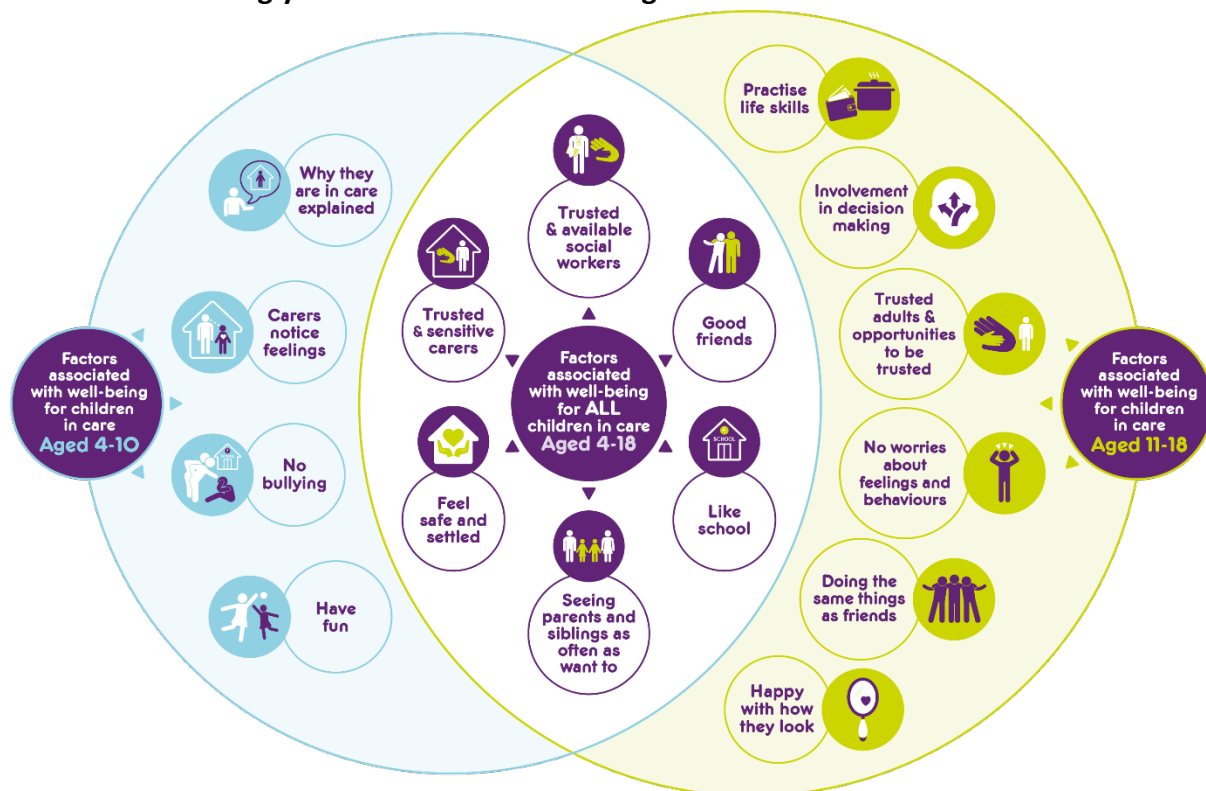 Factors
associated
with well-being
for children
in care
Aged 4-10
Why they
are in care
explained
Carers
notice
feelings
No
bullying
Have
fun
Factors
associated
with well-being
for ALL
children in care
Aged 4-18
Trusted
& available
social
workers
Trusted
& sensitive
carers
Good
friends
Feel
safe and
settled
SCHOOL
Like
school
Seeing
parents and
siblings as
often as
want to
Practise
life skills
Involvement
in decision
making
Trusted
adults &
opportunities
to be
trusted
No worries
about
feelings and
behaviours
Doing the
same things
as friends
Happy
with how
they look
Factors
associated
with well-being
for children
in care
Aged 11-18